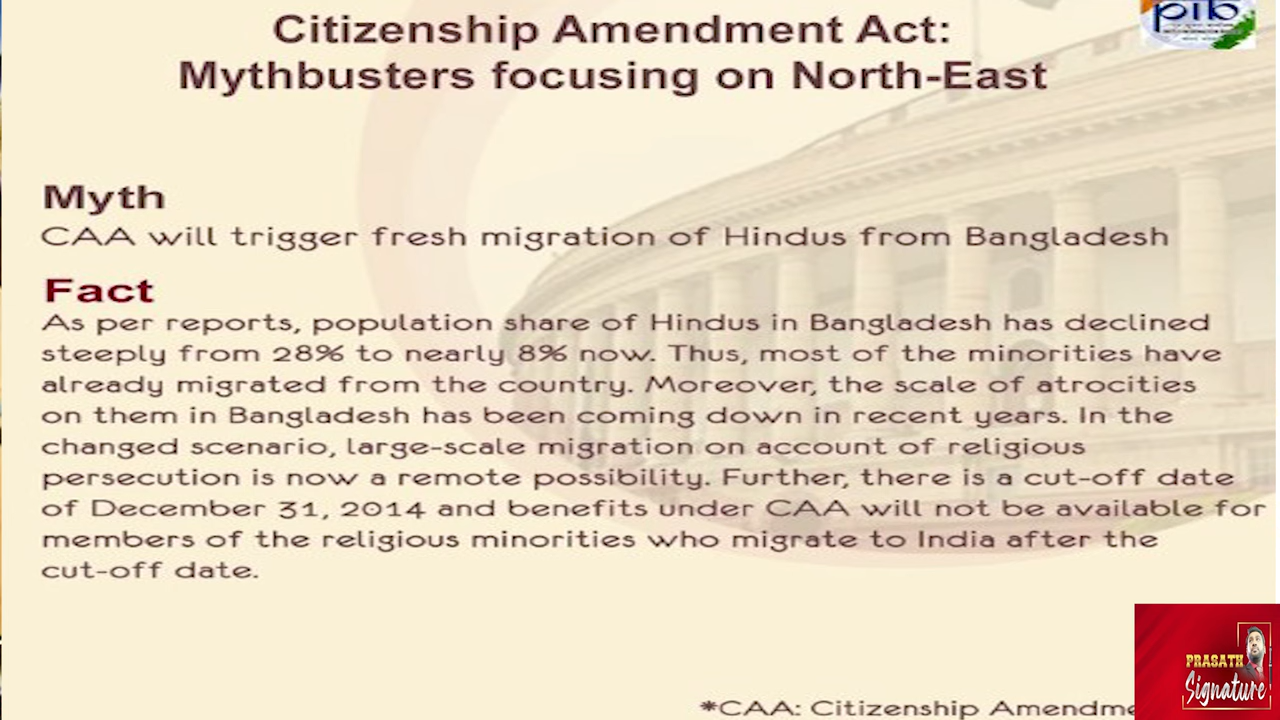 Citizenship Amendment Act:
Mythbusters focusing on North-East
pib
Myth
CAA will trigger fresh migration of Hindus from Bangladesh
Fact
As per reports, population share of Hindus in Bangladesh has declined
steeply from 28% to nearly 8% now. Thus, most of the minorities have
already migrated from the country. Moreover, the scale of atrocities
on them in Bangladesh has been coming down in recent years. In the
changed scenario, large-scale migration on account of religious
persecution is now a remote possibility. Further, there is a cut-off date
of December 31, 2014 and benefits under CAA will not be available for
members of the religious minorities who migrate to India after the
cut-off date.
PRASATH
Signature
*CAA: Citizenship Amendme